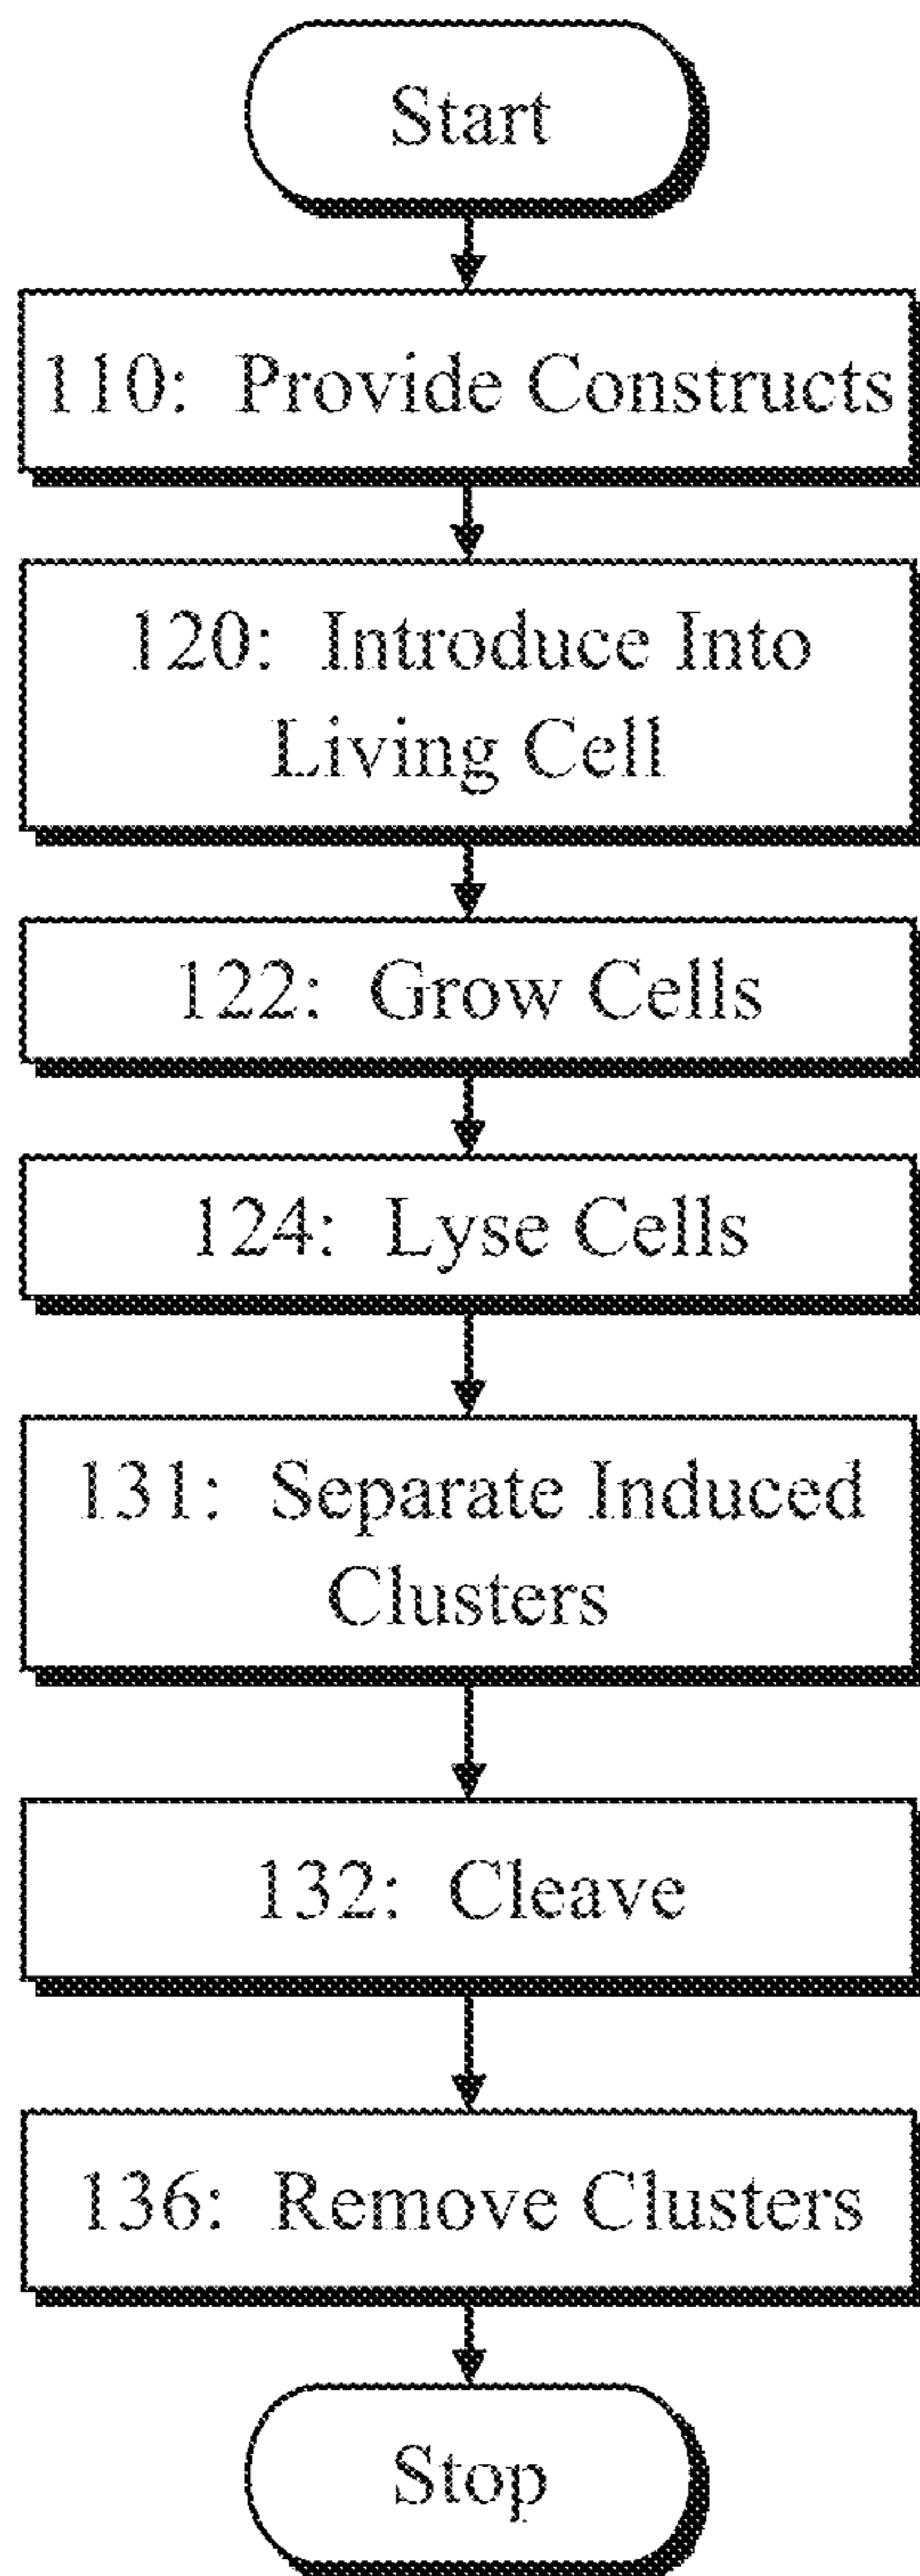 Start
110: Provide Constructs
120: Introduce Into
Living Cell
122: Grow Cells
124: Lyse Cells
131: Separate Induced
Clusters
132: Cleave
136: Remove Clusters
Stop